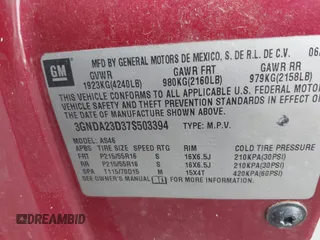 GM
MFD BY GENERAL MOTORS DE MEXICO, S. DE R.L. DE C.V. 06/
GVWR GAWR FRT GAWR RR
1923KG(4240LB) 980KG(2160LB) 979KG(2158LB)
THIS VEHICLE CONFORMS TO ALL APPLICABLE U.S. FEDERAL MOTOR
VEHICLE SAFETY AND THEFT PREVENTION STANDARDS IN EFFECT
DATE OF MANUFACTURE SHOWN ABOVE.
3GNDA23D37S503394 TYPE: M.P.V.
MODEL: AS46
APBS TIRE SIZE SPEED RTG RIM COLD TIRE PRESSURE
FRT P215/55R16 S 16X6.5J 210KPA(30PSI)
RR P215/55R16 S 16X6.5J 210KPA(30PSI)
SPA T115/70D15 M 15X4T 420KPA(60PSI)
SEE OWNER'S MANUAL
DREAMBID